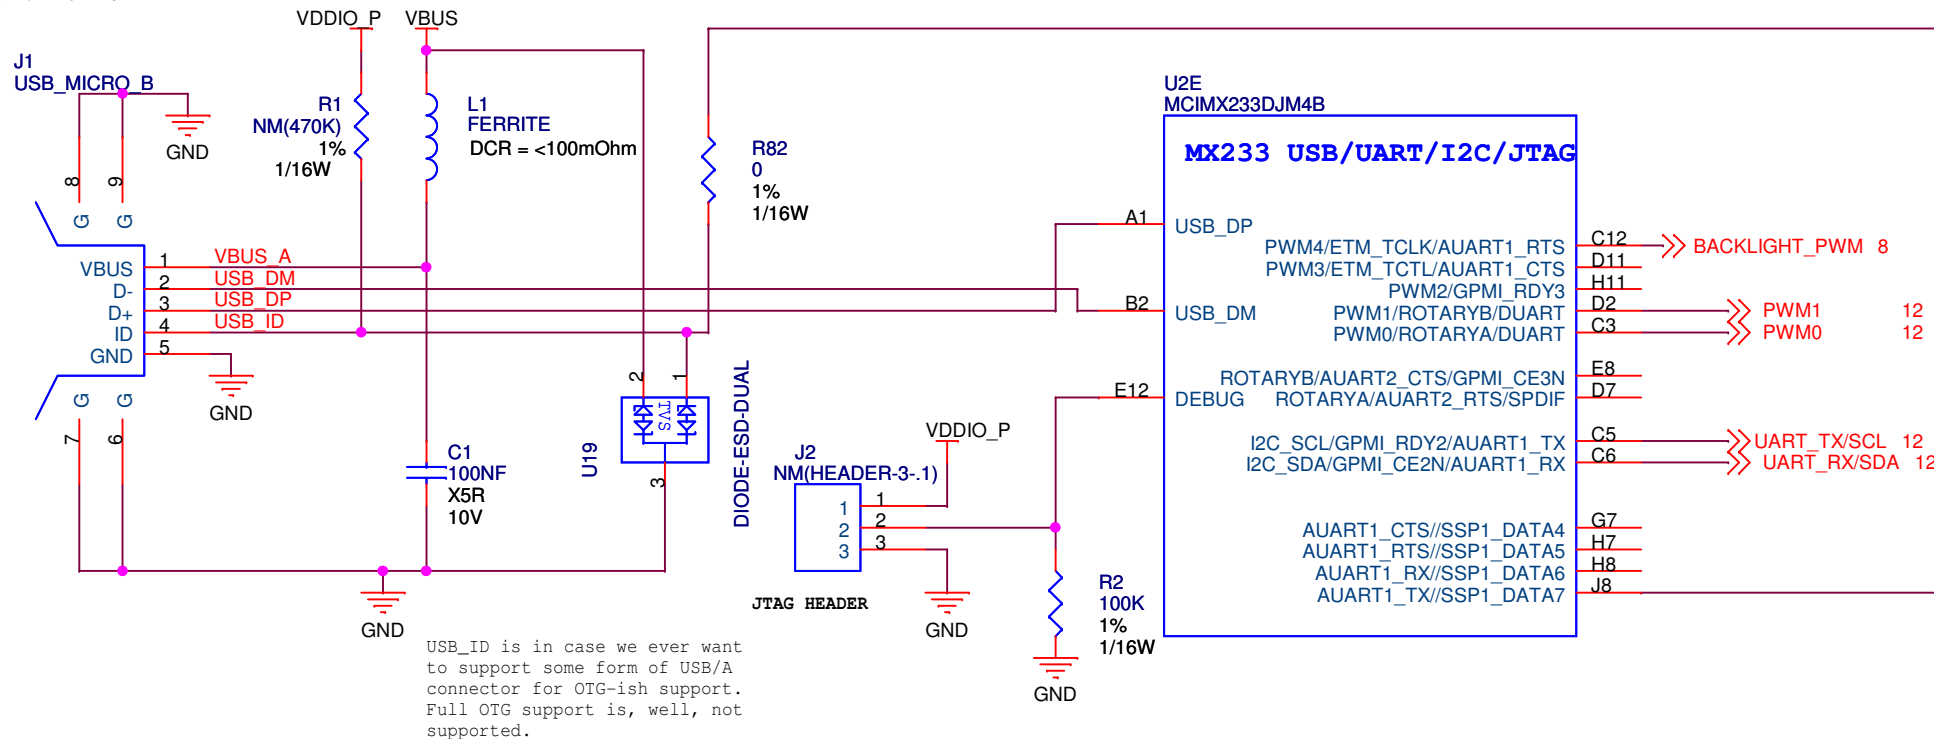 VDDIO_P
VBUS
J1
USB_MICRO_B
GND
8
9
G
G
R1
NM(470K)
1%
1/16W
L1
FERRITE
DCR = <100mOhm
R82
0
1%
1/16W
VBUS
1
VBUS_A
D-
2
USB_DM
D+
3
USB_DP
ID
4
USB_ID
GND
5
GND
G
G
7
6
C1
100NF
X5R
10V
U19
2
1
TVS
3
DIODE-ESD-DUAL
GND
USB_ID is in case we ever want
to support some form of USB/A
connector for OTG-ish support.
Full OTG support is, well, not
supported.
VDDIO_P
J2
NM(HEADER-3-.1)
1
1
2
2
3
3
JTAG HEADER
GND
R2
100K
1%
1/16W
GND
U2E
MCIMX233DJM4B
MX233 USB/UART/I2C/JTAG
A1
USB_DP
B2
USB_DM
E12
DEBUG
PWM4/ETM_TCLK/AUART1_RTS
C12
BACKLIGHT_PWM 8
PWM3/ETM_TCTL/AUART1_CTS
D11
PWM2/GPMI_RDY3
H11
PWM1/ROTARYB/DUART
D2
PWM1 12
PWM0/ROTARYA/DUART
C3
PWM0 12
ROTARYB/AUART2_CTS/GPMI_CE3N
E8
ROTARYA/AUART2_RTS/SPDIF
D7
I2C_SCL/GPMI_RDY2/AUART1_TX
C5
UART_TX/SCL 12
I2C_SDA/GPMI_CE2N/AUART1_RX
C6
UART_RX/SDA 12
AUART1_CTS//SSP1_DATA4
G7
AUART1_RTS//SSP1_DATA5
H7
AUART1_RX//SSP1_DATA6
H8
AUART1_TX//SSP1_DATA7
J8